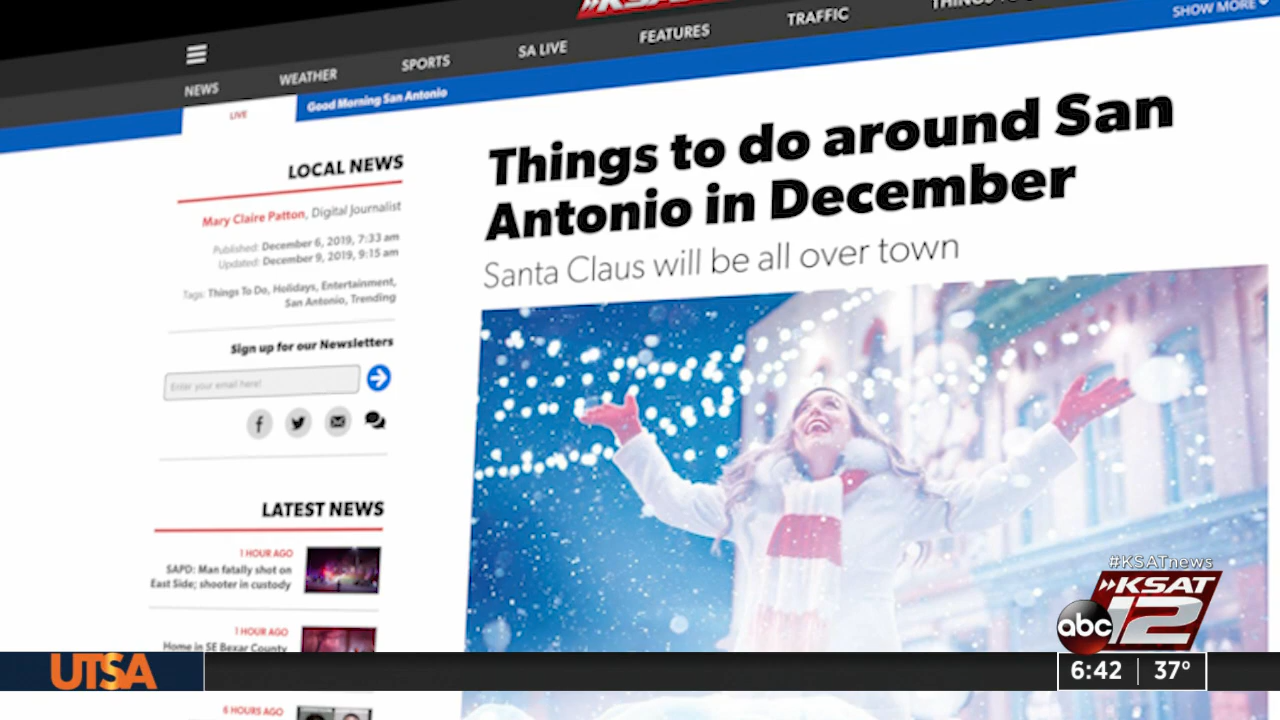 »KSAT
NEWS
WEATHER
SPORTS
SA LIVE
FEATURES
TRAFFIC
SHOW MORE
LIVE
Good Morning San Antonio
LOCAL NEWS
Mary Claire Patton, Digital Journalist
Published: December 6, 2019, 7:33 am
Updated: December 9, 2019, 9:15 am
Tags: Things To Do, Holidays, Entertainment,
San Antonio, Trending
Sign up for our Newsletters
Enter your email here!
f
LATEST NEWS
1 HOUR AGO
SAPD: Man fatally shot on
East Side; shooter in custody
1 HOUR AGO
Home in SE Bexar County
6 HOURS AGO
Things to do around San
Antonio in December
Santa Claus will be all over town
#KSATnews
»KSAT
abc 12
UTSA
6:42 37°